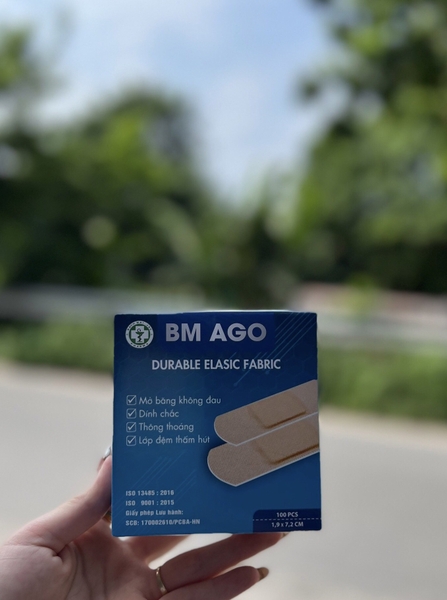 BM AGO
DURABLE ELASIC FABRIC
Mở băng không đau
Dính chắc
Thông thoáng
Lớp đệm thấm hút
ISO 13485 : 2016
ISO 9001 : 2015
Giấy phép Lưu hành:
SCB: 170002610/PCBA-HN
100 PCS
1,9 x 7,2 CM